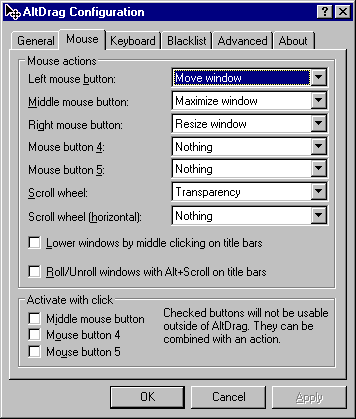 AltDrag Configuration
General Mouse Keyboard Blacklist Advanced About
Mouse actions
Left mouse button: Move window
Middle mouse button: Maximize window
Right mouse button: Resize window
Mouse button 4: Nothing
Mouse button 5: Nothing
Scroll wheel: Transparency
Scroll wheel (horizontal): Nothing
Lower windows by middle clicking on title bars
Roll/Unroll windows with Alt+Scroll on title bars
Activate with click
Middle mouse button
Mouse button 4
Mouse button 5
Checked buttons will not be usable
outside of AltDrag. They can be
combined with an action.
OK Cancel Apply